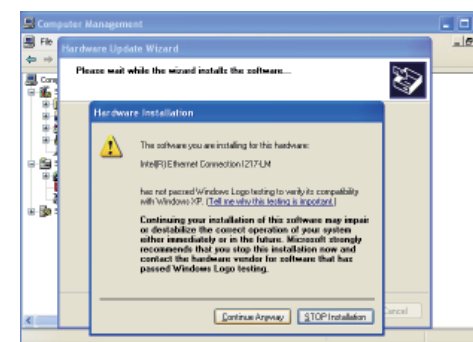 Computer Management
File
Hardware Update Wizard
Please wait while the wizard installs the software...
Hardware Installation
The software you are installing for this hardware:
Intel(R) Ethernet Connection I217-LM
has not passed Windows Logo testing to verify its compatibility
with Windows XP. (Tell me why this testing is important.)
Continuing your installation of this software may impair
or destabilize the correct operation of your system
either immediately or in the future. Microsoft strongly
recommends that you stop this installation now and
contact the hardware vendor for software that has
passed Windows Logo testing.
Continue Anyway
STOP Installation
Cancel